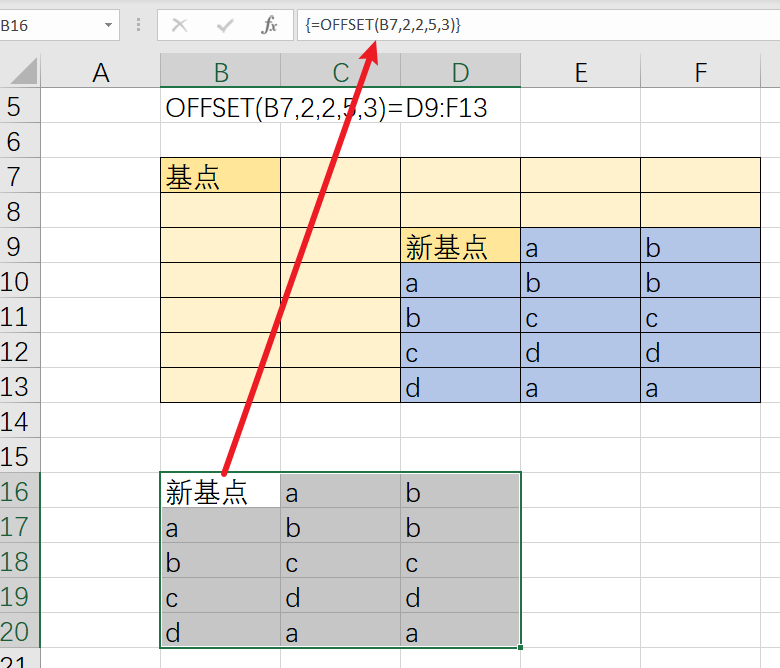 B16 fx {=OFFSET(B7,2,2,5,3)}
A B C D E F
5 OFFSET(B7,2,2,5,3)=D9:F13
6
7 基点
8
9 新基点 a b
10 a b b
11 b c c
12 c d d
13 d a a
14
15
16 新基点 a b
17 a b b
18 b c c
19 c d d
20 d a a
21